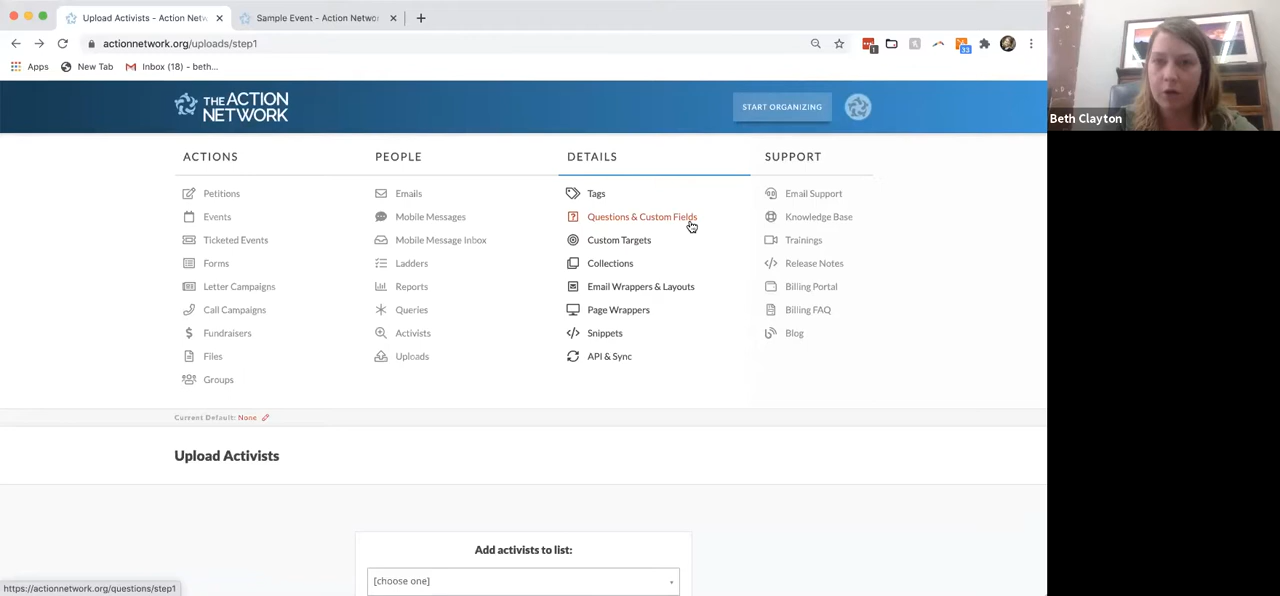 Upload Activists - Action Netw
Sample Event - Action Networ
actionnetwork.org/uploads/step1
1
33
Apps
New Tab
Inbox (18) - beth...
THE ACTION
NETWORK
START ORGANIZING
Beth Clayton
ACTIONS
Petitions
Events
Ticketed Events
Forms
Letter Campaigns
Call Campaigns
Fundraisers
Files
Groups
PEOPLE
Emails
Mobile Messages
Mobile Message Inbox
Ladders
Reports
Queries
Activists
Uploads
DETAILS
Tags
Questions & Custom Fields
Custom Targets
Collections
Email Wrappers & Layouts
Page Wrappers
Snippets
API & Sync
SUPPORT
Email Support
Knowledge Base
Trainings
Release Notes
Billing Portal
Billing FAQ
Blog
Current Default: None
Upload Activists
Add activists to list:
[choose one]
https://actionnetwork.org/questions/step1